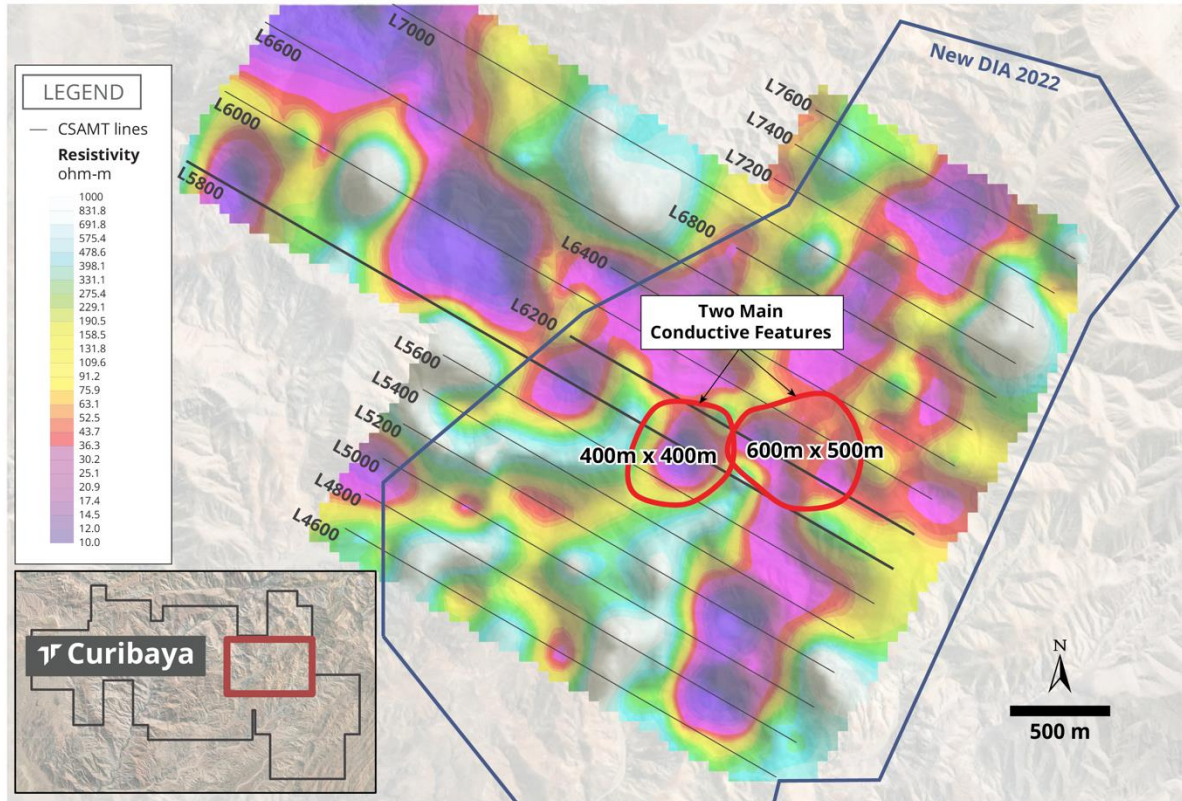 LEGEND
CSAMT lines
Resistivity
ohm-m
1000
831.8
691.8
575.4
478.6
398.1
331.1
275.4
229.1
190.5
158.5
131.8
109.6
91.2
75.9
63.1
52.5
43.7
36.3
30.2
25.1
20.9
17.4
14.5
12.0
10.0
L7000
L6600
L6000
L5800
L7600
L7400
L7200
L6800
L6400
L6200
L5600
L5400
L5200
L5000
L4800
L4600
New DIA 2022
Two Main
Conductive Features
400m x 400m
600m x 500m
Curibaya
N
500 m